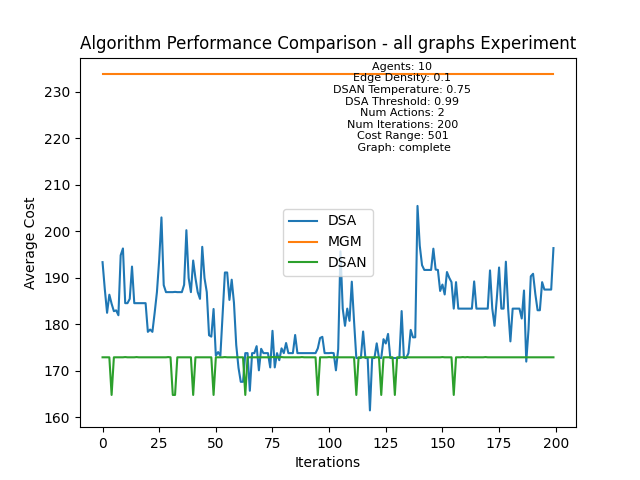 Algorithm Performance Comparison - all graphs Experiment
Agents: 10
Edge Density: 0.1
DSAN Temperature: 0.75
DSA Threshold: 0.99
Num Actions: 2
Num Iterations: 200
Cost Range: 501
Graph: complete
230
220
210
200
190
180
170
160
Average Cost
DSA
MGM
DSAN
0
25
50
75
100
125
150
175
200
Iterations